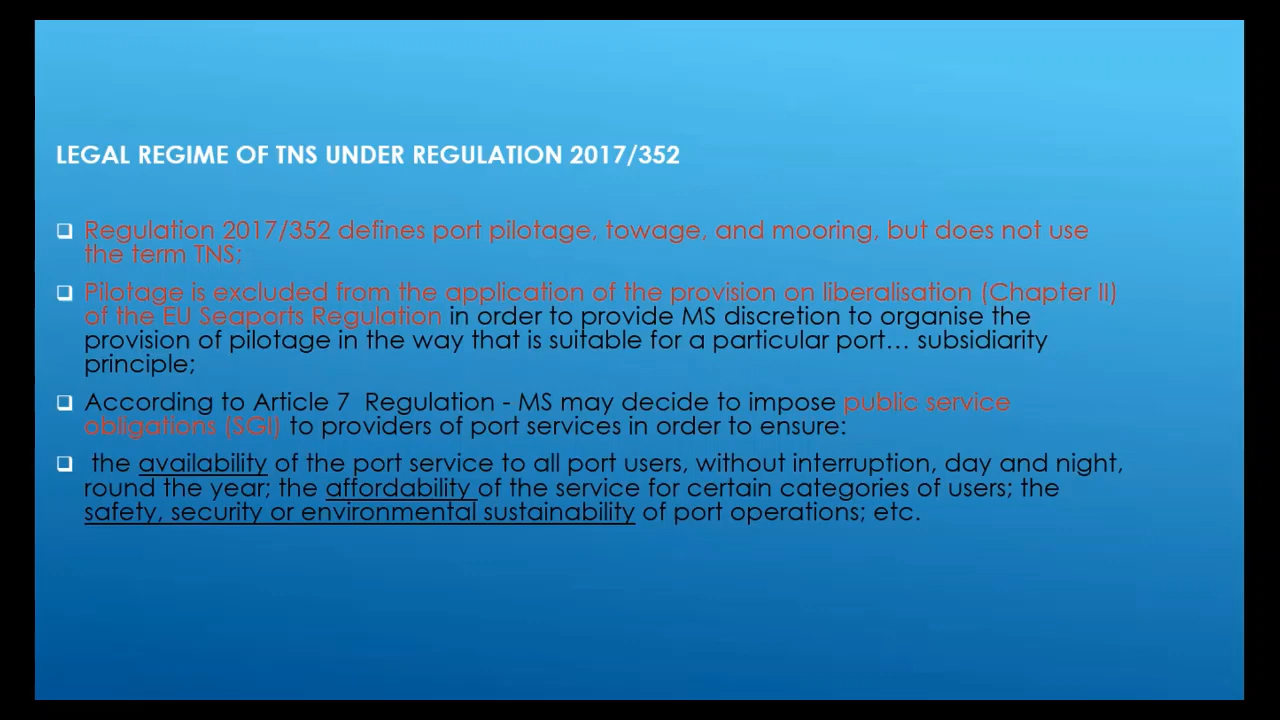 LEGAL REGIME OF TNS UNDER REGULATION 2017/352
Regulation 2017/352 defines port pilotage, towage, and mooring, but does not use
the term TNS;
Pilotage is excluded from the application of the provision on liberalisation (Chapter II)
of the EU Seaports Regulation in order to provide MS discretion to organise the
provision of pilotage in the way that is suitable for a particular port… subsidiarity
principle;
According to Article 7 Regulation - MS may decide to impose public service
obligations (SGI) to providers of port services in order to ensure:
the availability of the port service to all port users, without interruption, day and night,
round the year; the affordability of the service for certain categories of users; the
safety, security or environmental sustainability of port operations; etc.